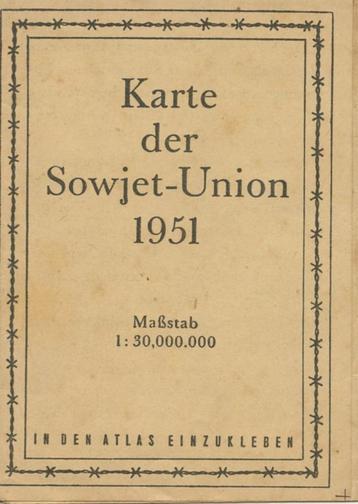 Karte
der
Sowjet-Union
1951
Maßstab
1:30,000.000
IN DEN ATLAS EINZUKLEBEN